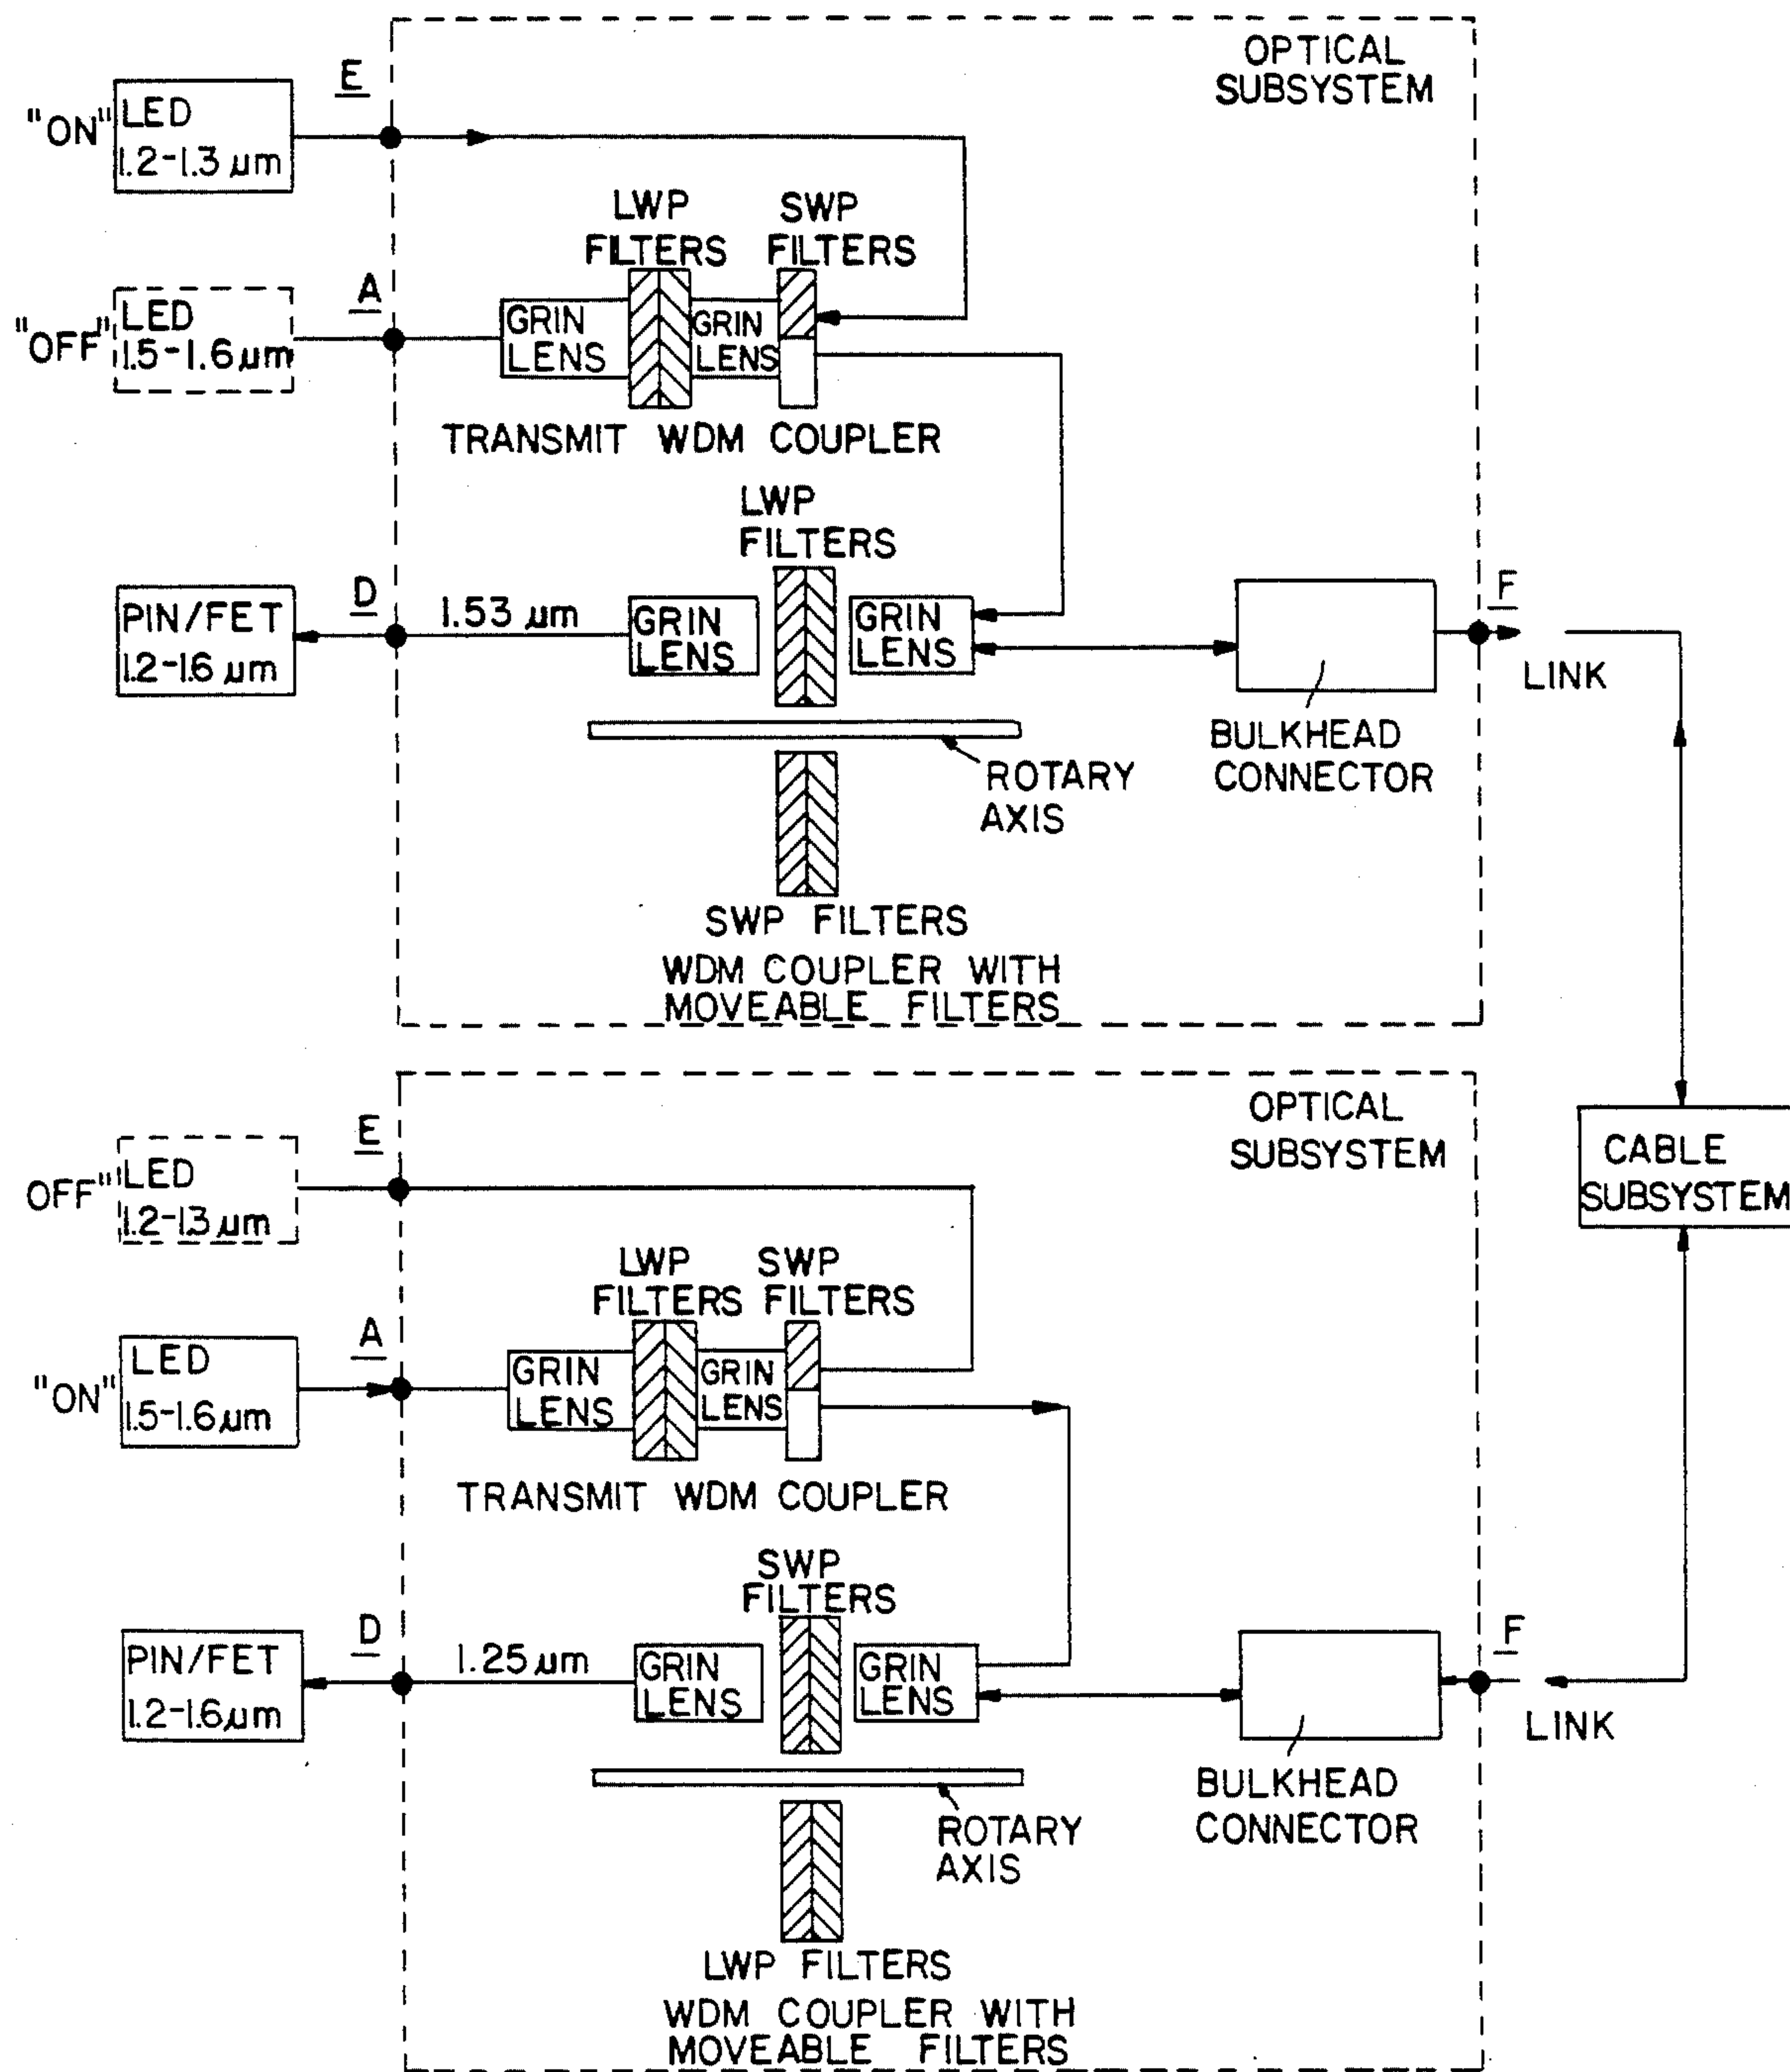 OPTICAL
SUBSYSTEM
E
"ON"
LED
1.2-1.3 µm
LWP
FILTERS
SWP
FILTERS
A
"OFF"
LED
1.5-1.6 µm
GRIN
LENS
GRIN
LENS
TRANSMIT WDM COUPLER
LWP
FILTERS
D
PIN/FET
1.2-1.6 µm
1.53 µm
GRIN
LENS
GRIN
LENS
F
LINK
BULKHEAD
CONNECTOR
ROTARY
AXIS
SWP FILTERS
WDM COUPLER WITH
MOVEABLE FILTERS
OPTICAL
SUBSYSTEM
CABLE
SUBSYSTEM
E
OFF"
LED
1.2-1.3 µm
LWP
FILTERS
SWP
FILTERS
A
"ON"
LED
1.5-1.6 µm
GRIN
LENS
GRIN
LENS
TRANSMIT WDM COUPLER
SWP
FILTERS
D
PIN/FET
1.2-1.6 µm
1.25 µm
GRIN
LENS
GRIN
LENS
F
LINK
BULKHEAD
CONNECTOR
ROTARY
AXIS
LWP FILTERS
WDM COUPLER WITH
MOVEABLE FILTERS